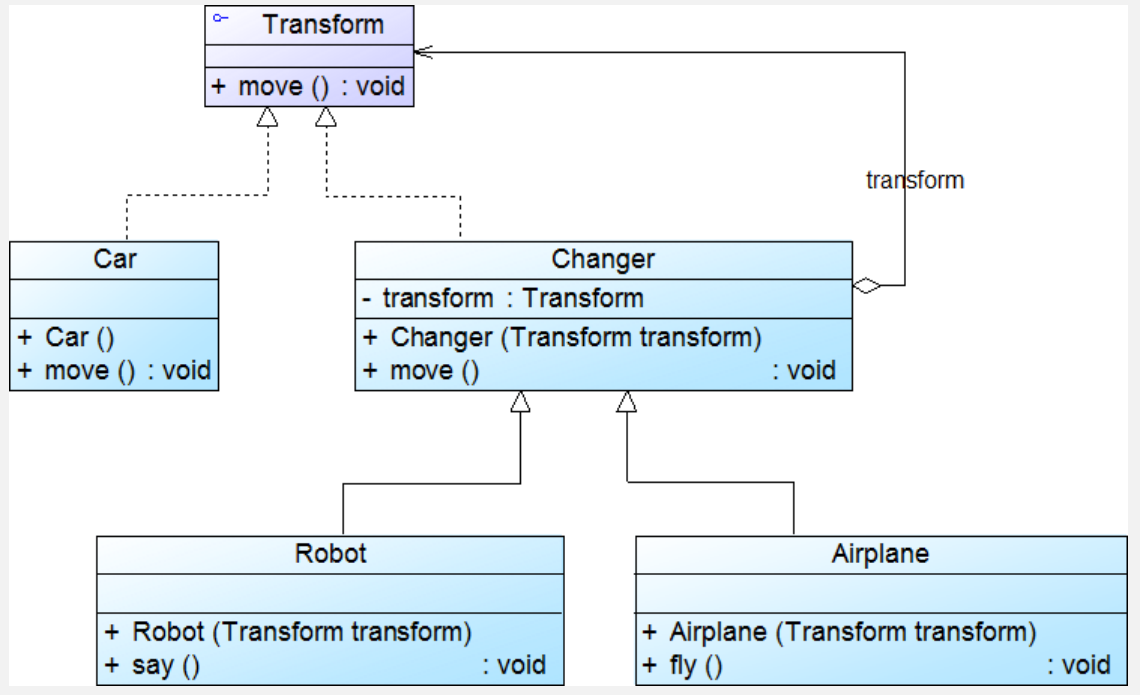 Transform
+ move () : void
transform
Car
+ Car ()
+ move () : void
Changer
- transform : Transform
+ Changer (Transform transform)
+ move () : void
Robot
+ Robot (Transform transform)
+ say () : void
Airplane
+ Airplane (Transform transform)
+ fly () : void